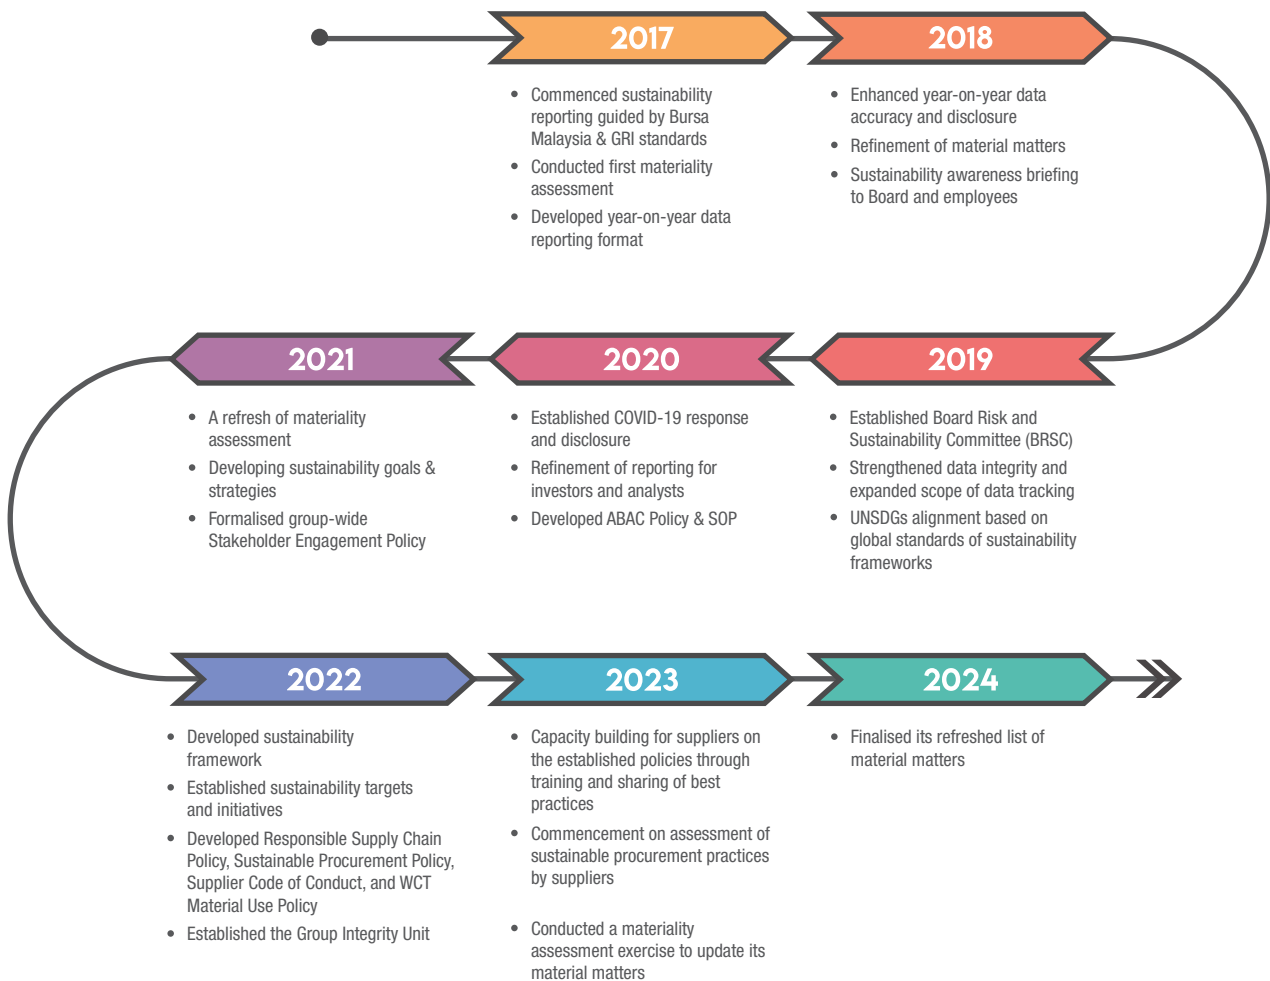 2017
• Commenced sustainability
reporting guided by Bursa
Malaysia & GRI standards
• Conducted first materiality
assessment
• Developed year-on-year data
reporting format
2018
• Enhanced year-on-year data
accuracy and disclosure
• Refinement of material matters
• Sustainability awareness briefing
to Board and employees
2019
• Established Board Risk and
Sustainability Committee (BRSC)
• Strengthened data integrity and
expanded scope of data tracking
• UNSDGs alignment based on
global standards of sustainability
frameworks
2020
• Established COVID-19 response
and disclosure
• Refinement of reporting for
investors and analysts
• Developed ABAC Policy & SOP
2021
• A refresh of materiality
assessment
• Developing sustainability goals &
strategies
• Formalised group-wide
Stakeholder Engagement Policy
2022
• Developed sustainability
framework
• Established sustainability targets
and initiatives
• Developed Responsible Supply Chain
Policy, Sustainable Procurement Policy,
Supplier Code of Conduct, and WCT
Material Use Policy
• Established the Group Integrity Unit
2023
• Capacity building for suppliers on
the established policies through
training and sharing of best
practices
• Commencement on assessment of
sustainable procurement practices
by suppliers
• Conducted a materiality
assessment exercise to update its
material matters
2024
• Finalised its refreshed list of
material matters